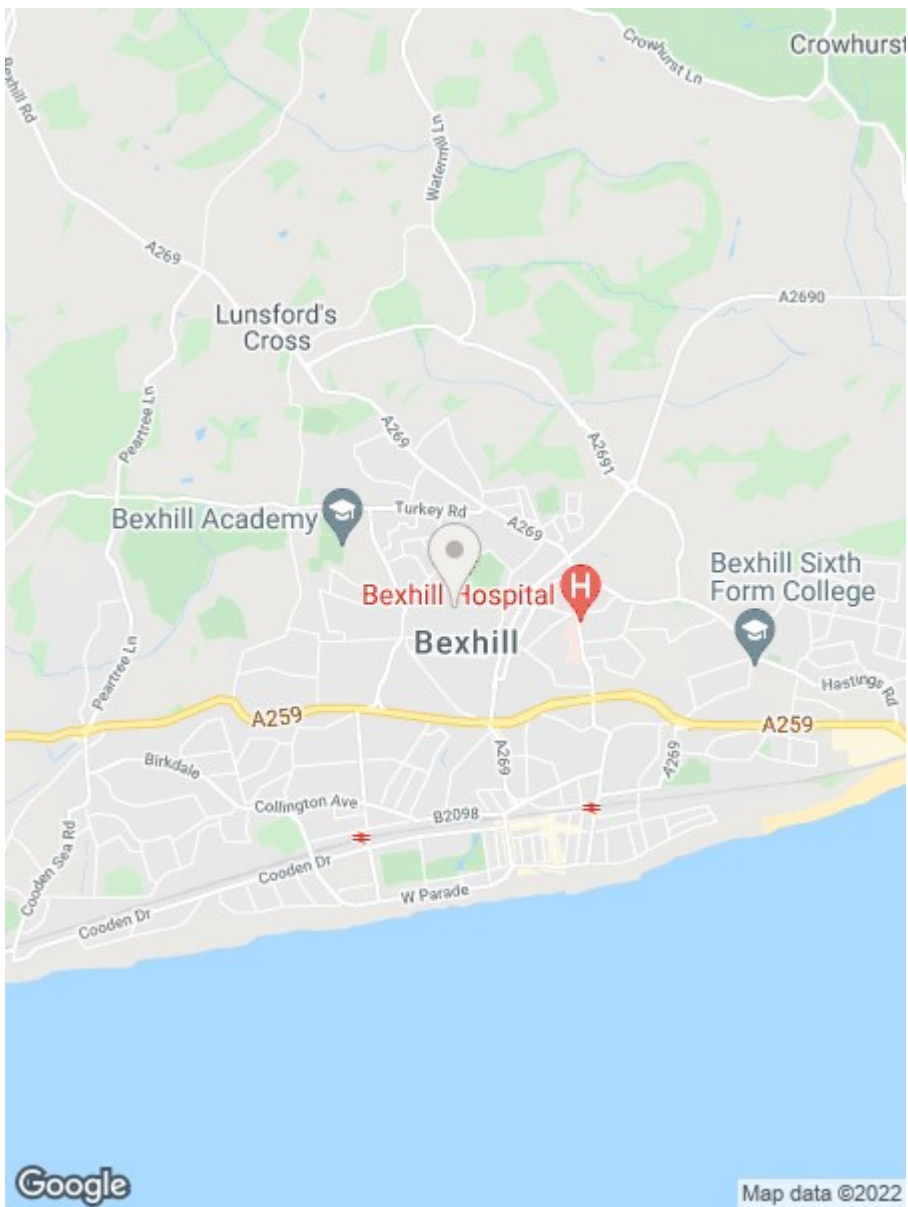 Crowhurst Ln
Crowhurst
Bexhill Rd
Watermill Ln
A269
A2690
Lunsford's
Cross
Peartree Ln
A269
A2691
Turkey Rd
Bexhill Academy
A269
Bexhill Sixth
Form College
Bexhill Hospital
H
Bexhill
Peartree Ln
Hastings Rd
A259
A259
A269
A269
Birkdale
Collington Ave
B2098
Cooden Sea Rd
Cooden Dr
W Parade
Cooden Dr
Google
Map data ©2022